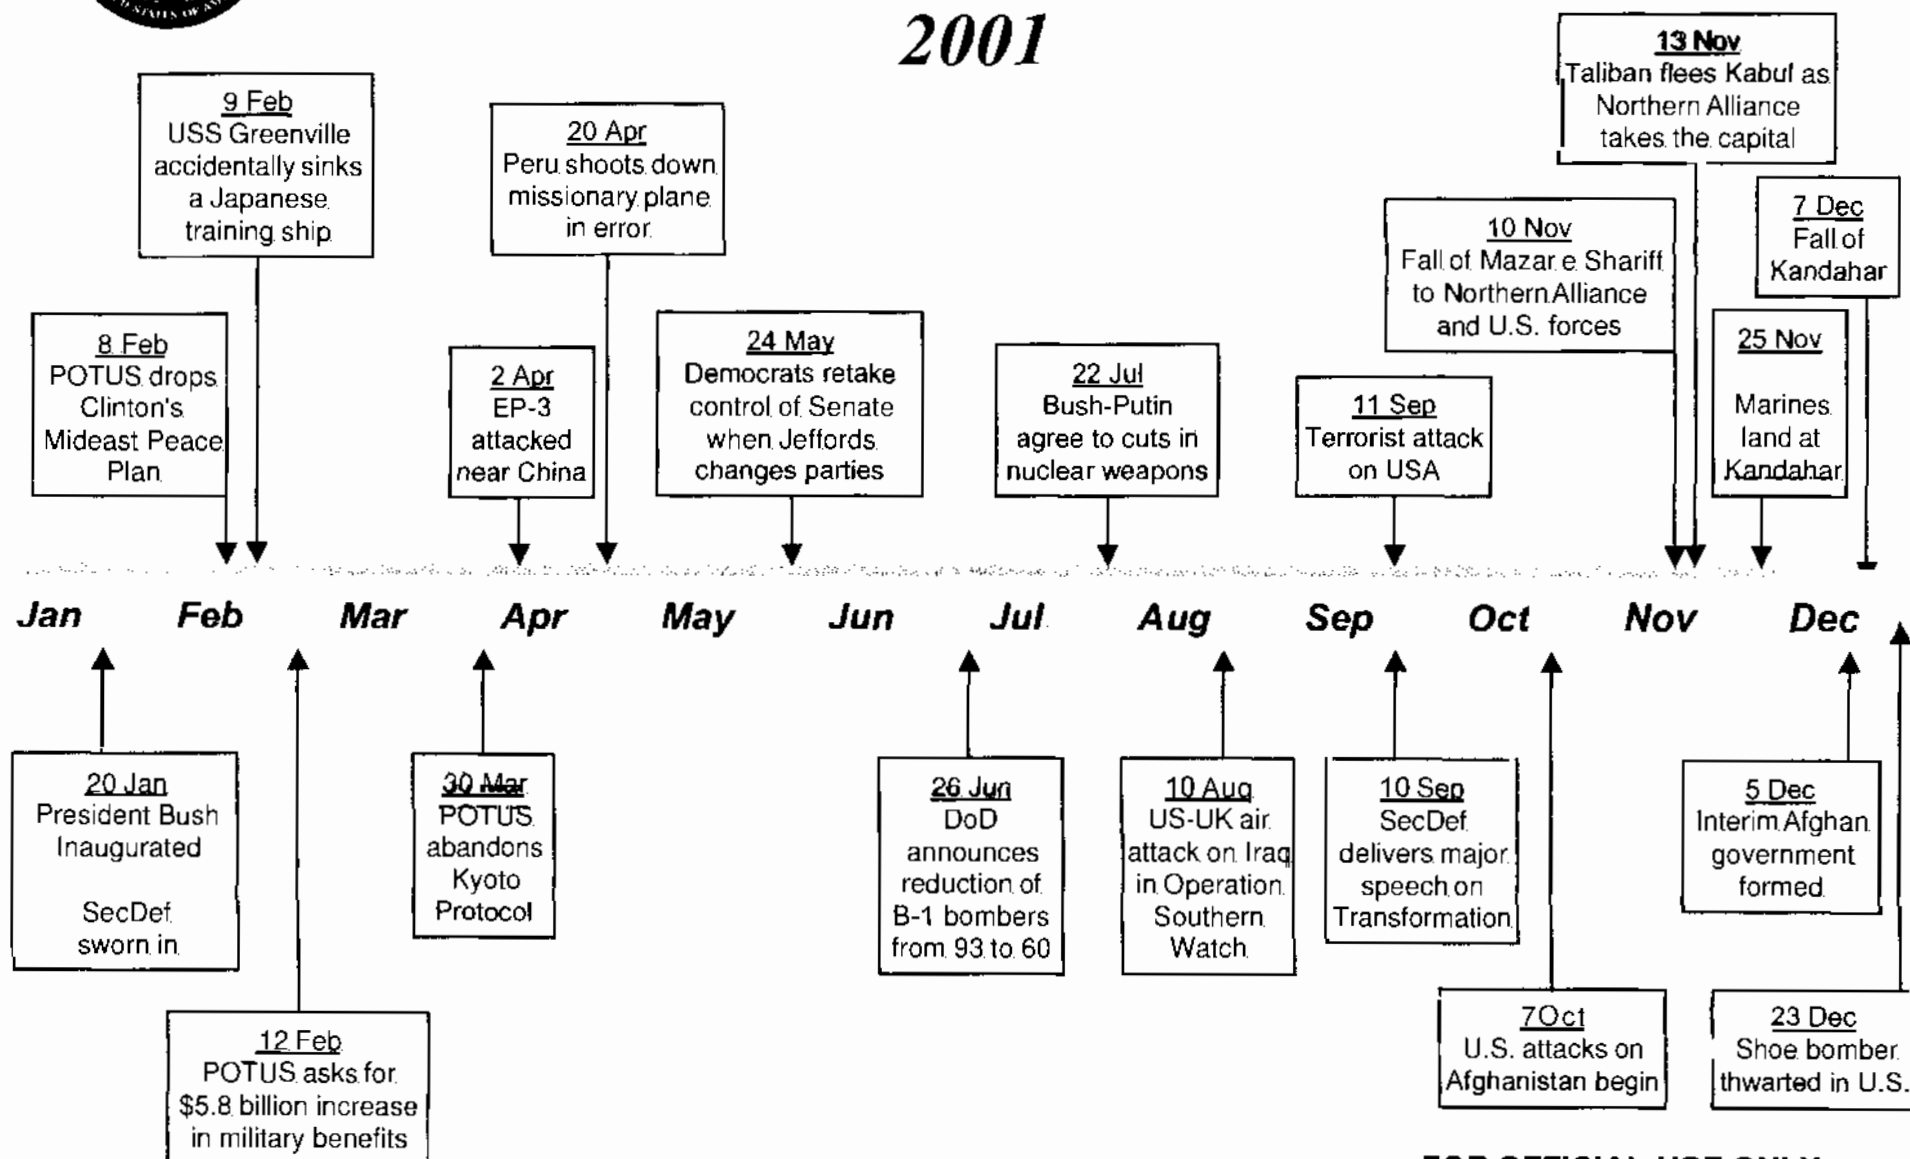 UNITED STATES OF AMERICA
2001
9 Feb
USS Greenville
accidentally sinks
a Japanese
training ship
20 Apr
Peru shoots down
missionary plane
in error
13 Nov
Taliban flees Kabul as
Northern Alliance
takes the capital
10 Nov
Fall of Mazar e Shariff
to Northern Alliance
and U.S. forces
7 Dec
Fall of
Kandahar
8 Feb
POTUS drops
Clinton's
Mideast Peace
Plan
2 Apr
EP-3
attacked
near China
24 May
Democrats retake
control of Senate
when Jeffords
changes parties
22 Jul
Bush-Putin
agree to cuts in
nuclear weapons
11 Sep
Terrorist attack
on USA
25 Nov
Marines
land at
Kandahar
Jan Feb Mar Apr May Jun Jul Aug Sep Oct Nov Dec
20 Jan
President Bush
Inaugurated
SecDef
sworn in
30 Mar
POTUS
abandons
Kyoto
Protocol
26 Jun
DoD
announces
reduction of
B-1 bombers
from 93 to 60
10 Aug
US-UK air
attack on Iraq
in Operation
Southern
Watch
10 Sep
SecDef
delivers major
speech on
Transformation
5 Dec
Interim Afghan
government
formed
12 Feb
POTUS asks for
$5.8 billion increase
in military benefits
7 Oct
U.S. attacks on
Afghanistan begin
23 Dec
Shoe bomber
thwarted in U.S.
FOR OFFICIAL USE ONLY